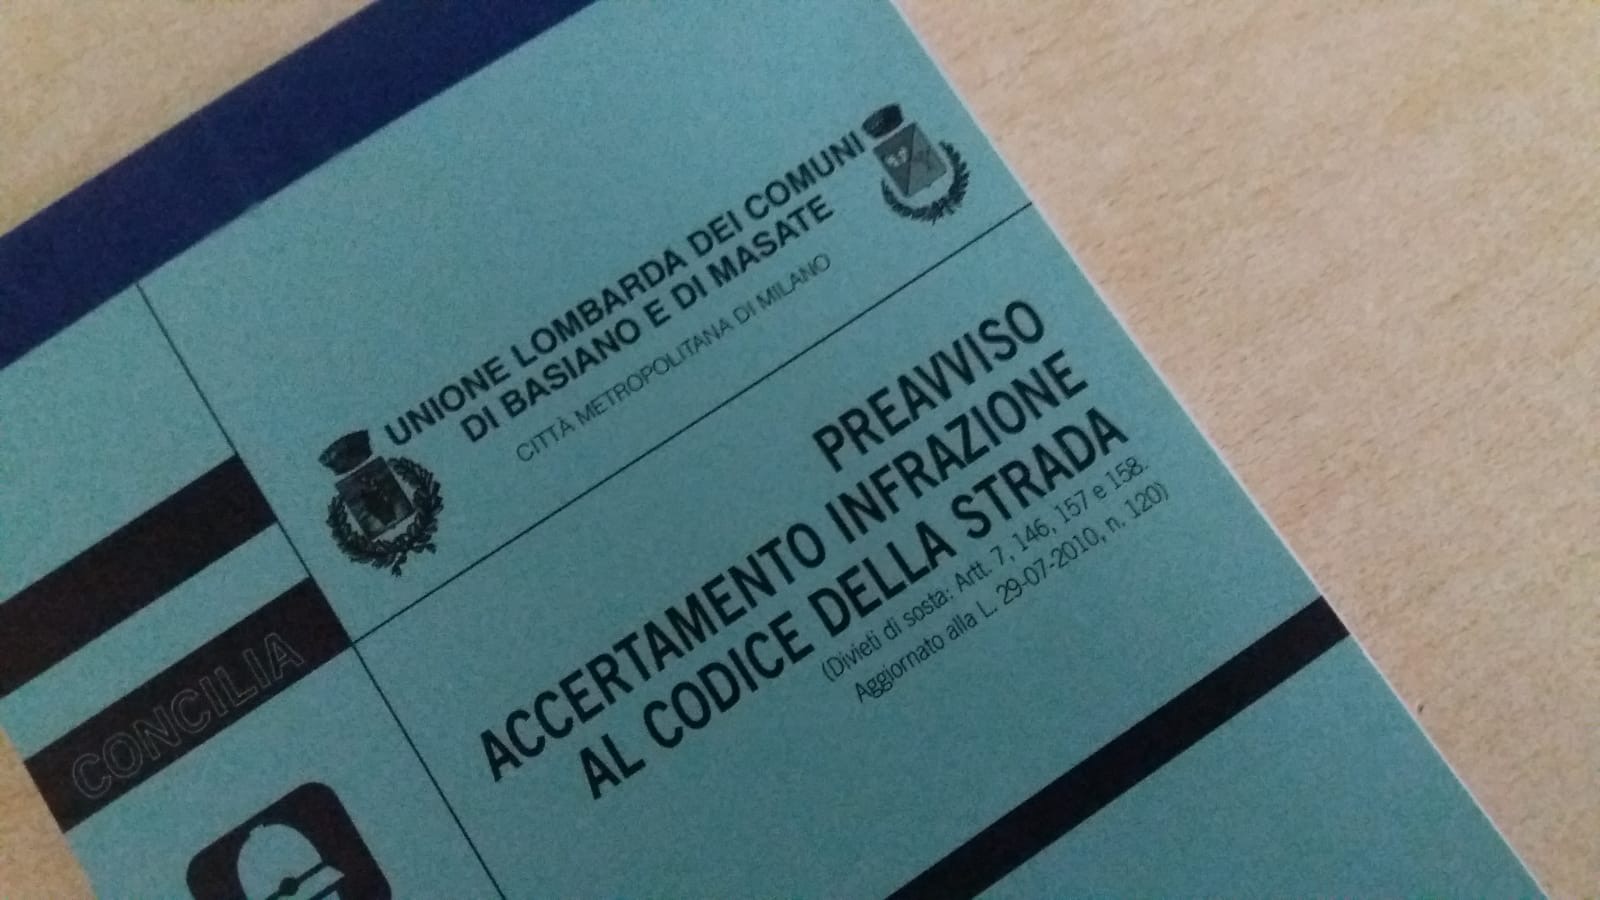 UNIONE LOMBARDA DEI COMUNI
DI BASIANO E DI MASATE
CITTÀ METROPOLITANA DI MILANO
PREAVVISO
ACCERTAMENTO INFRAZIONE
AL CODICE DELLA STRADA
(Divieti di sosta: Artt. 7, 146, 157 e 158.
Aggiornato alla L. 29-07-2010, n. 120)
CONCILIA